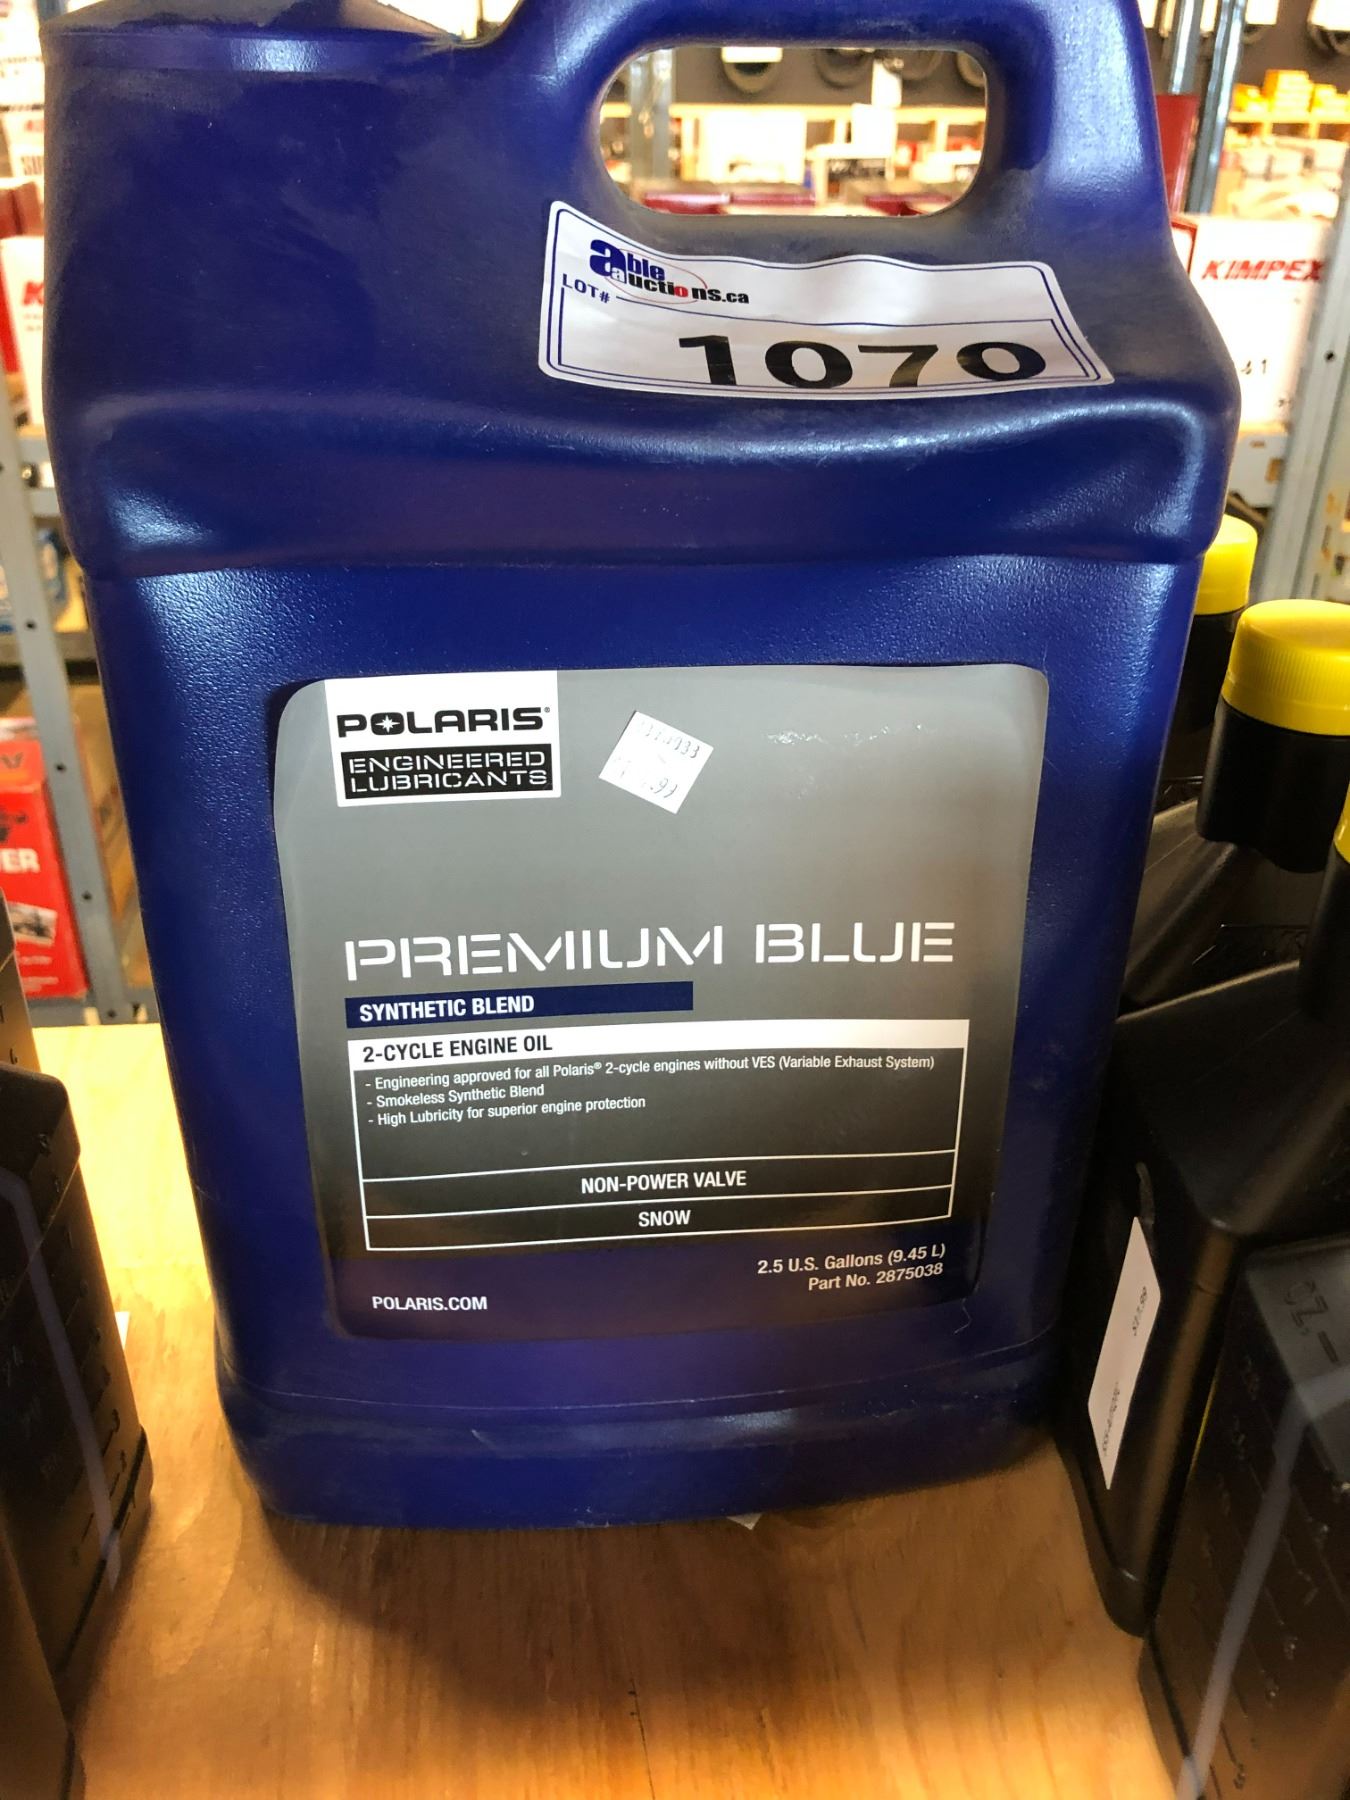 able
auctions.ca
LOT#
1070
KIMPEX
POLARIS®
ENGINEERED
LUBRICANTS
PREMIUM BLUE
SYNTHETIC BLEND
2-CYCLE ENGINE OIL
- Engineering approved for all Polaris® 2-cycle engines without VES (Variable Exhaust System)
- Smokeless Synthetic Blend
- High Lubricity for superior engine protection
NON-POWER VALVE
SNOW
2.5 U.S. Gallons (9.45 L)
Part No. 2875038
POLARIS.COM